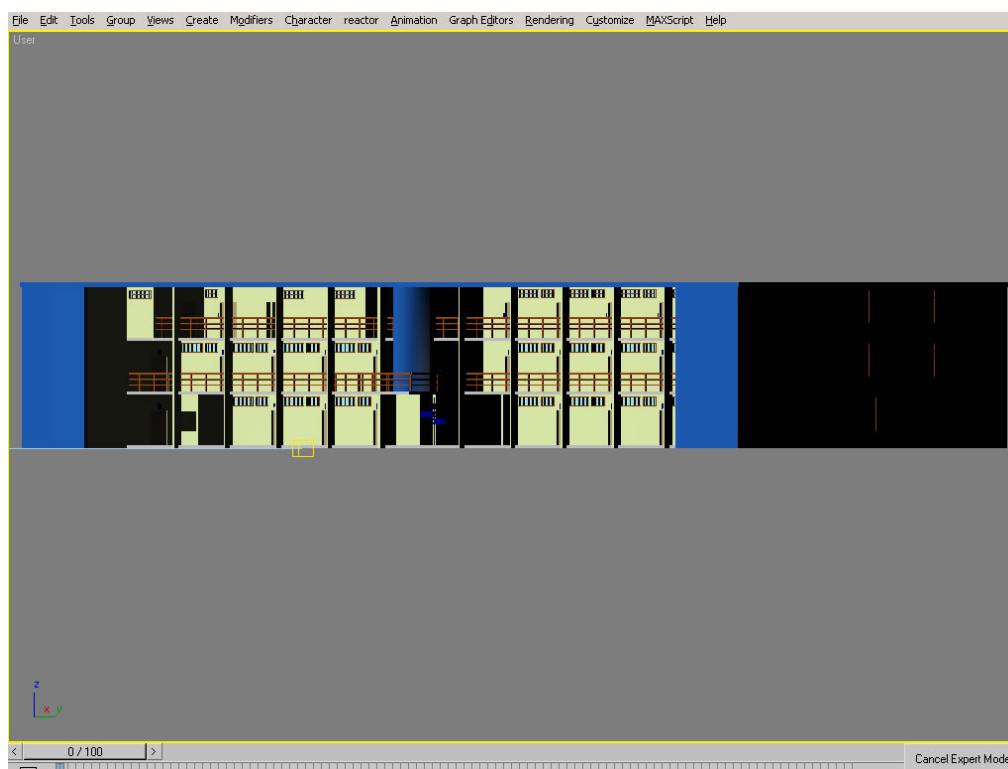 File Edit Tools Group Views Create Modifiers Character reactor Animation Graph Editors Rendering Customize MAXScript Help
User
z
x y
< 0 / 100 >
Cancel Expert Mode